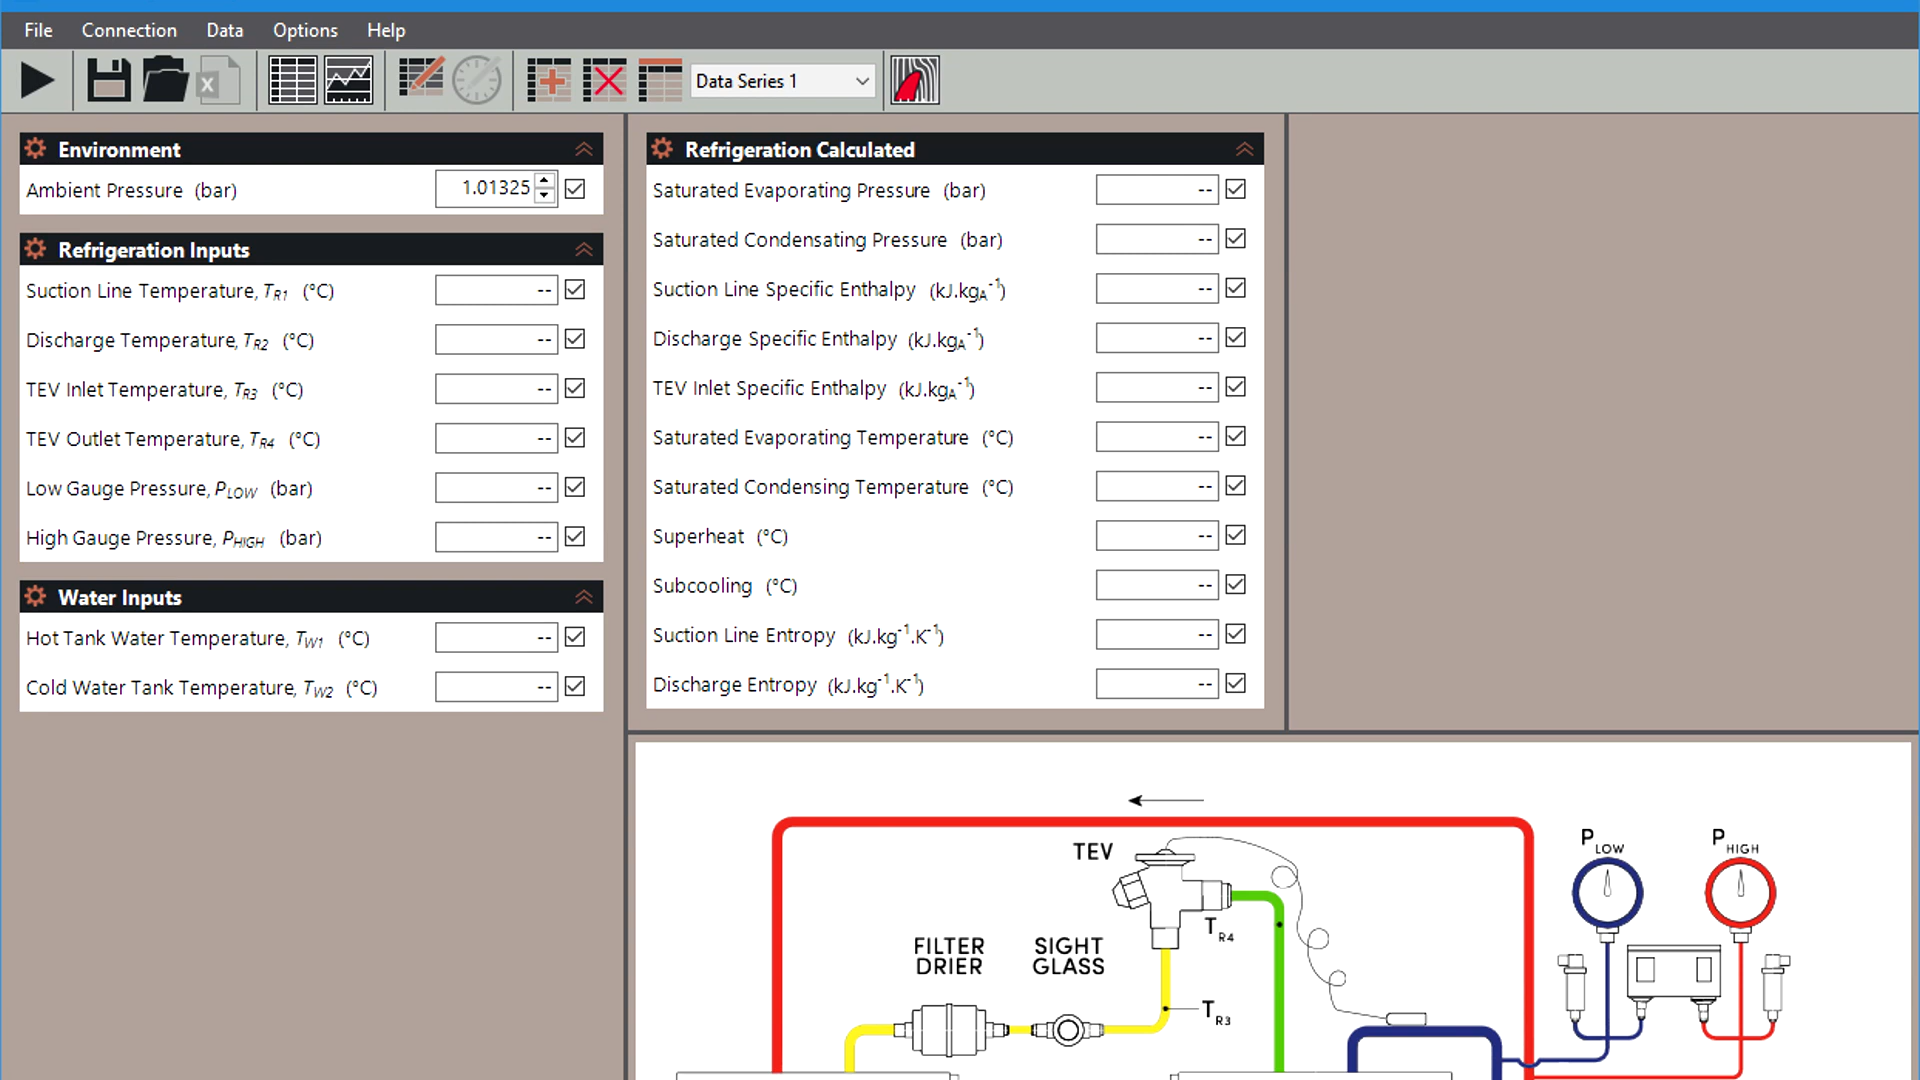 File Connection Data Options Help
Data Series 1
Environment
Ambient Pressure (bar) 1.01325
Refrigeration Inputs
Suction Line Temperature, TR1 (°C) --
Discharge Temperature, TR2 (°C) --
TEV Inlet Temperature, TR3 (°C) --
TEV Outlet Temperature, TR4 (°C) --
Low Gauge Pressure, PLOW (bar) --
High Gauge Pressure, PHIGH (bar) --
Water Inputs
Hot Tank Water Temperature, TW1 (°C) --
Cold Water Tank Temperature, TW2 (°C) --
Refrigeration Calculated
Saturated Evaporating Pressure (bar) --
Saturated Condensating Pressure (bar) --
Suction Line Specific Enthalpy (kJ.kgA⁻¹) --
Discharge Specific Enthalpy (kJ.kgA⁻¹) --
TEV Inlet Specific Enthalpy (kJ.kgA⁻¹) --
Saturated Evaporating Temperature (°C) --
Saturated Condensing Temperature (°C) --
Superheat (°C) --
Subcooling (°C) --
Suction Line Entropy (kJ.kg⁻¹.K⁻¹) --
Discharge Entropy (kJ.kg⁻¹.K⁻¹) --
TEV
PLOW
PHIGH
TR4
FILTER
DRIER
SIGHT
GLASS
TR3